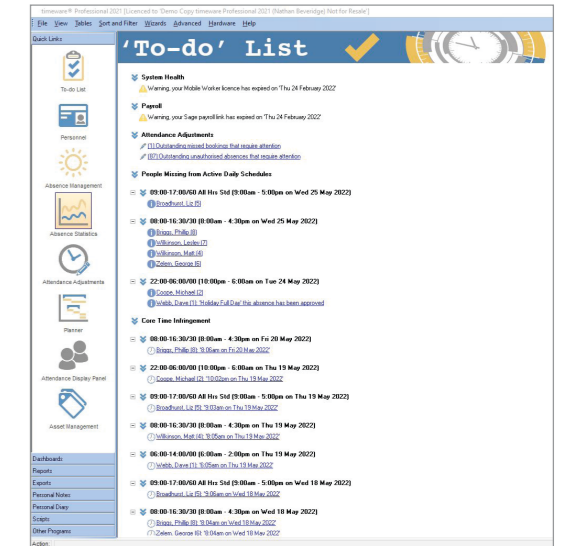 timeware® Professional 2021 [Licenced to 'Demo Copy timeware Professional 2021 (Nathan Beveridge) Not for Resale']
File View Tables Sort and Filter Wizards Advanced Hardware Help
Quick Links
To-do List
Personnel
Absence Management
Absence Statistics
Attendance Adjustments
Planner
Attendance Display Panel
Asset Management
Dashboards
Reports
Exports
Personal Notes
Personal Diary
Scripts
Other Programs
Action:
'To-do' List
System Health
Warning, your Mobile Worker licence has expired on 'Thu 24 February 2022'
Payroll
Warning, your Sage payroll link has expired on 'Thu 24 February 2022'
Attendance Adjustments
(1) Outstanding missed bookings that require attention
(87) Outstanding unauthorised absences that require attention
People Missing from Active Daily Schedules
09:00-17:00/60 All Hrs Std (9:00am - 5:00pm on Wed 25 May 2022)
Broadhurst, Liz (5)
08:00-16:30/30 (8:00am - 4:30pm on Wed 25 May 2022)
Briggs, Phillip (8)
Wilkinson, Lesley (7)
Wilkinson, Matt (4)
Zelem, George (6)
22:00-06:00/00 (10:00pm - 6:00am on Tue 24 May 2022)
Coope, Michael (2)
Webb, Dave (1); 'Holiday Full Day' this absence has been approved
Core Time Infringement
08:00-16:30/30 (8:00am - 4:30pm on Fri 20 May 2022)
Briggs, Phillip (8); '8:06am on Fri 20 May 2022'
22:00-06:00/00 (10:00pm - 6:00am on Thu 19 May 2022)
Coope, Michael (2); '10:02pm on Thu 19 May 2022'
09:00-17:00/60 All Hrs Std (9:00am - 5:00pm on Thu 19 May 2022)
Broadhurst, Liz (5); '9:03am on Thu 19 May 2022'
08:00-16:30/30 (8:00am - 4:30pm on Thu 19 May 2022)
Wilkinson, Matt (4); '8:05am on Thu 19 May 2022'
06:00-14:00/00 (6:00am - 2:00pm on Thu 19 May 2022)
Webb, Dave (1); '6:05am on Thu 19 May 2022'
09:00-17:00/60 All Hrs Std (9:00am - 5:00pm on Wed 18 May 2022)
Broadhurst, Liz (5); '9:06am on Wed 18 May 2022'
08:00-16:30/30 (8:00am - 4:30pm on Wed 18 May 2022)
Briggs, Phillip (8); '8:04am on Wed 18 May 2022'
Zelem, George (6); '8:04am on Wed 18 May 2022'